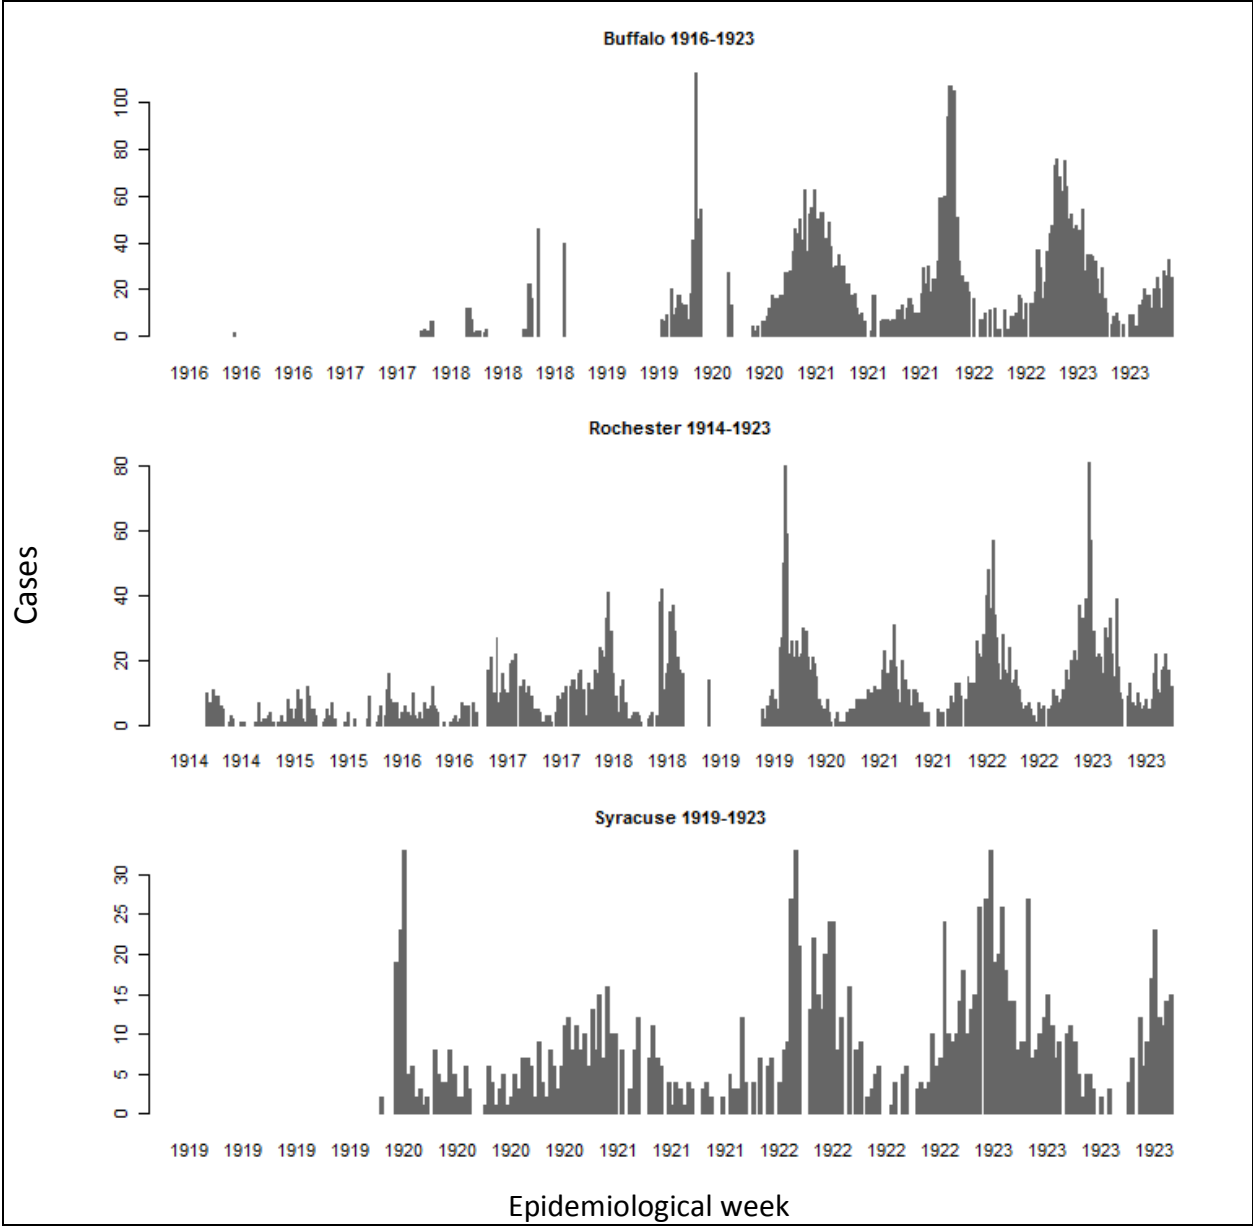 Buffalo 1916-1923
100
80
60
40
20
0
1916 1916 1916 1917 1917 1918 1918 1918 1919 1919 1920 1920 1921 1921 1921 1922 1922 1923 1923
Rochester 1914-1923
80
60
40
20
0
Cases
1914 1914 1915 1915 1916 1916 1917 1917 1918 1918 1919 1919 1920 1921 1921 1922 1922 1923 1923
Syracuse 1919-1923
30
25
20
15
10
5
0
1919 1919 1919 1919 1920 1920 1920 1920 1921 1921 1921 1922 1922 1922 1922 1923 1923 1923 1923
Epidemiological week